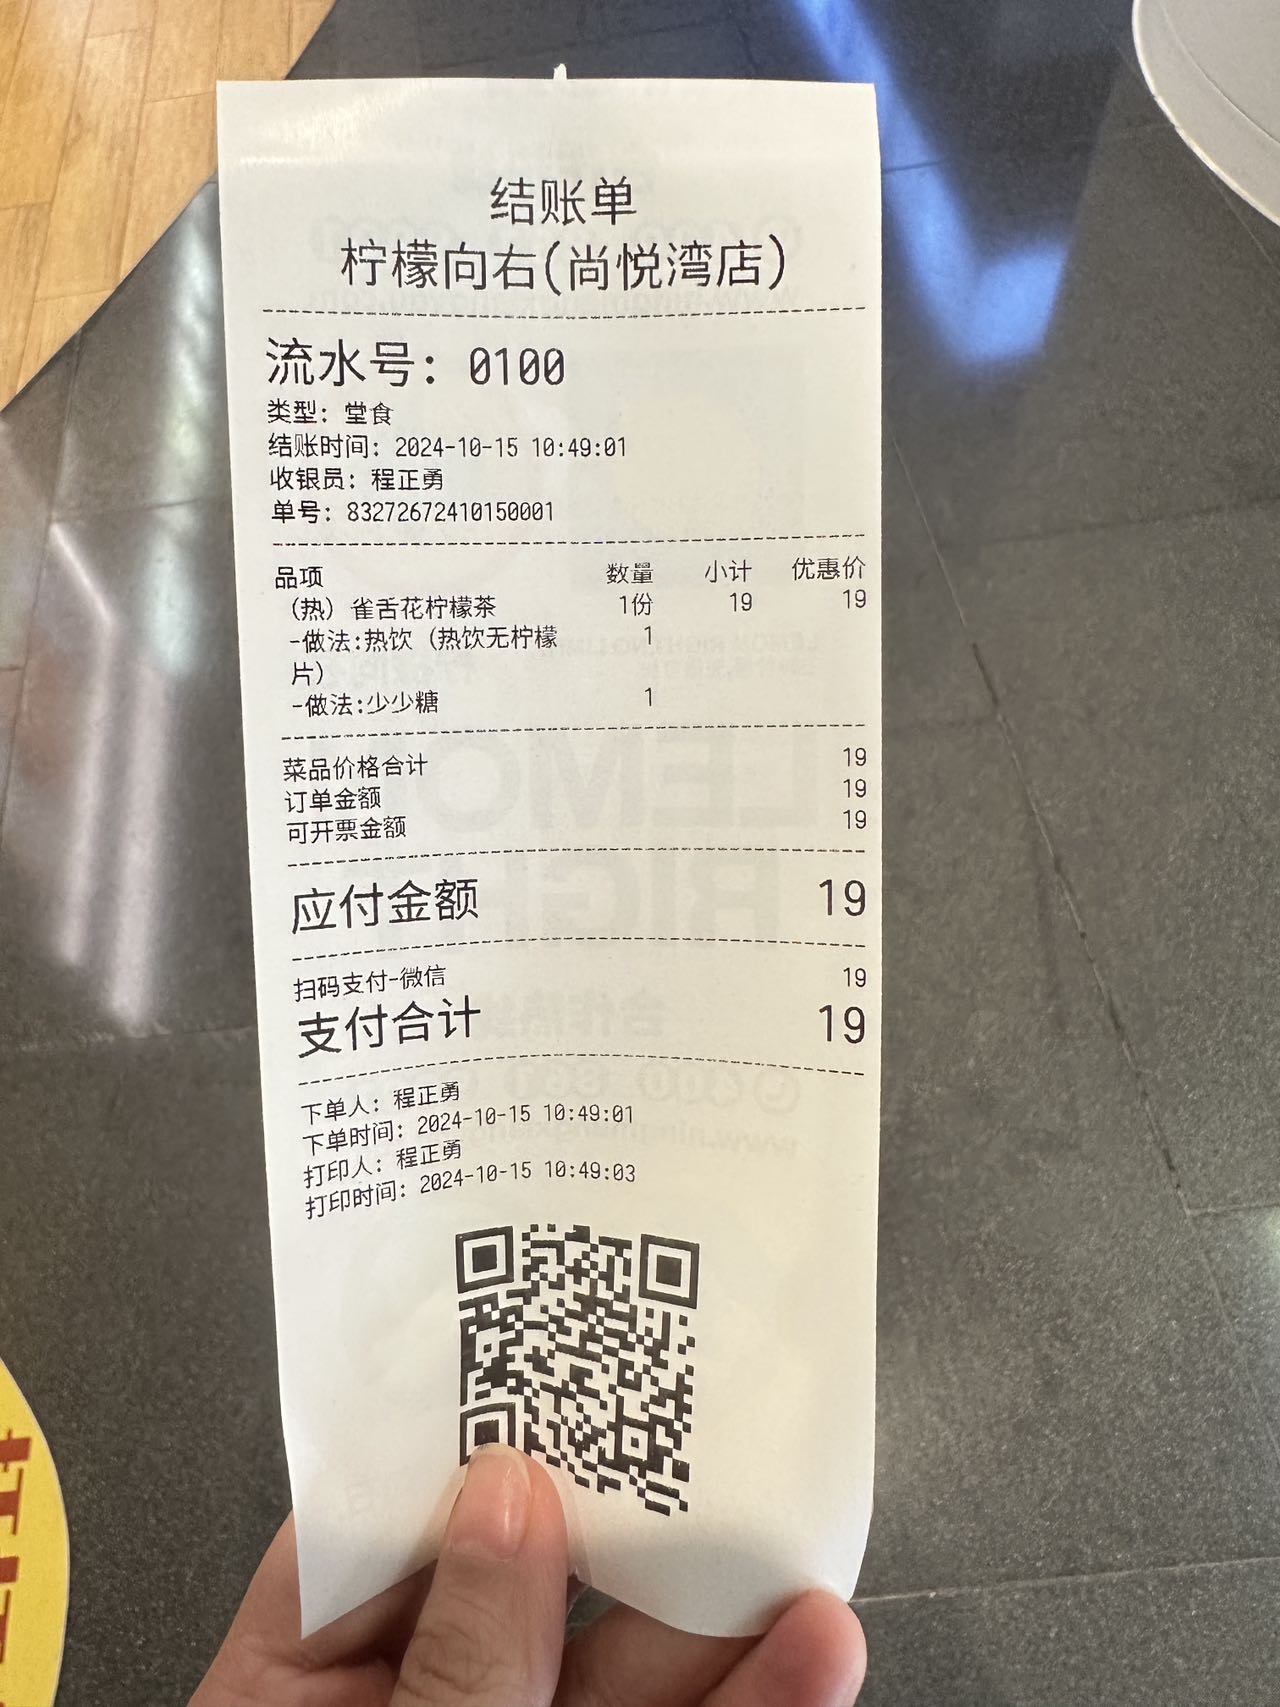 结账单
柠檬向右(尚悦湾店)
流水号: 0100
类型: 堂食
结账时间: 2024-10-15 10:49:01
收银员: 程正勇
单号: 83272672410150001
品项 数量 小计 优惠价
(热) 雀舌花柠檬茶 1份 19 19
-做法:热饮 (热饮无柠檬 1
片)
-做法:少少糖 1
菜品价格合计 19
订单金额 19
可开票金额 19
应付金额 19
扫码支付-微信 19
支付合计 19
下单人: 程正勇
下单时间: 2024-10-15 10:49:01
打印人: 程正勇
打印时间: 2024-10-15 10:49:03